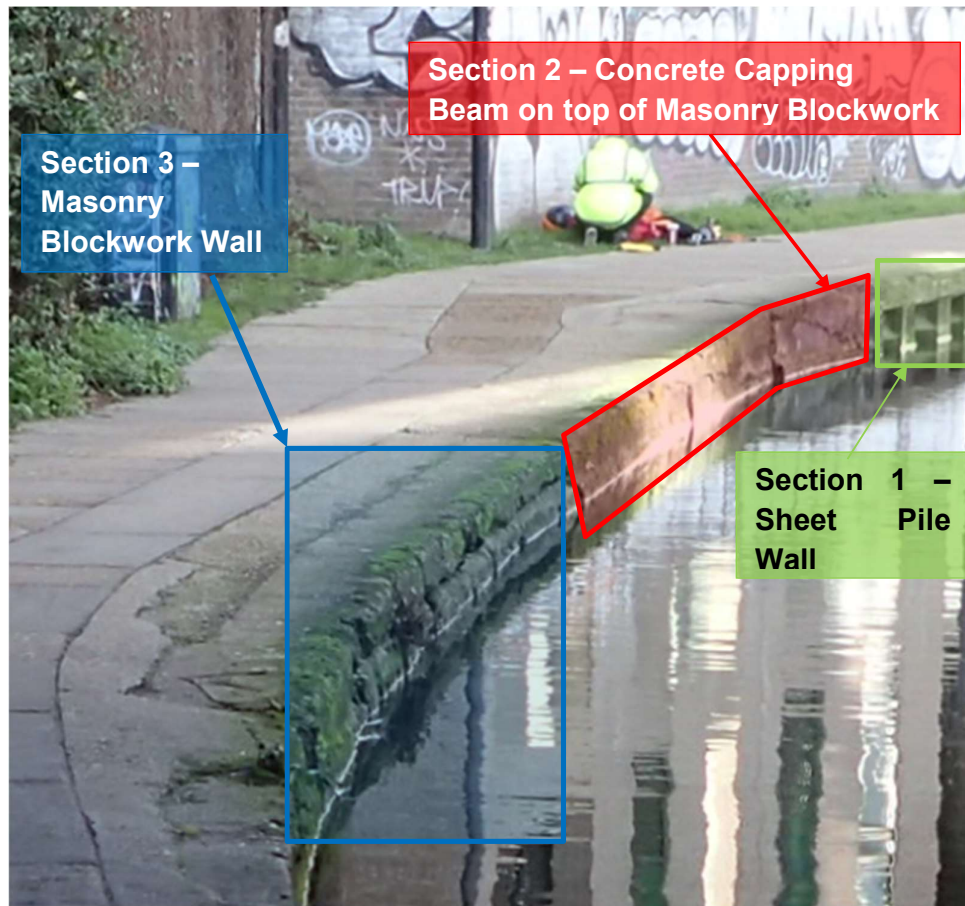 Section 2 – Concrete Capping
Beam on top of Masonry Blockwork
Section 3 –
Masonry
Blockwork Wall
TRUP
Section 1 –
Sheet Pile
Wall